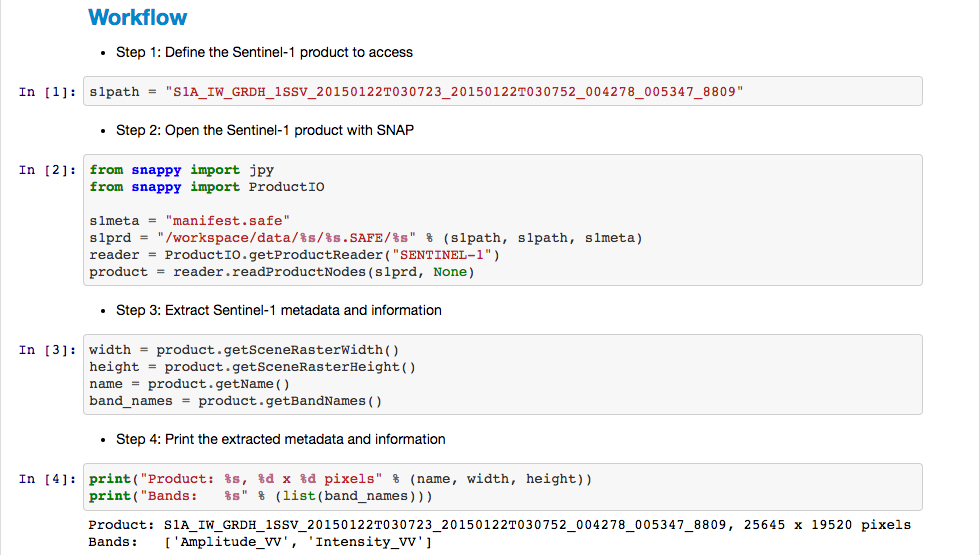 Workflow
• Step 1: Define the Sentinel-1 product to access
In [1]: s1path = "S1A_IW_GRDH_1SSV_20150122T030723_20150122T030752_004278_005347_8809"
• Step 2: Open the Sentinel-1 product with SNAP
In [2]: from snappy import jpy
from snappy import ProductIO
s1meta = "manifest.safe"
s1prd = "/workspace/data/%s/%s.SAFE/%s" % (s1path, s1path, s1meta)
reader = ProductIO.getProductReader("SENTINEL-1")
product = reader.readProductNodes(s1prd, None)
• Step 3: Extract Sentinel-1 metadata and information
In [3]: width = product.getSceneRasterWidth()
height = product.getSceneRasterHeight()
name = product.getName()
band_names = product.getBandNames()
• Step 4: Print the extracted metadata and information
In [4]: print("Product: %s, %d x %d pixels" % (name, width, height))
print("Bands:   %s" % (list(band_names)))
Product: S1A_IW_GRDH_1SSV_20150122T030723_20150122T030752_004278_005347_8809, 25645 x 19520 pixels
Bands:   ['Amplitude_VV', 'Intensity_VV']